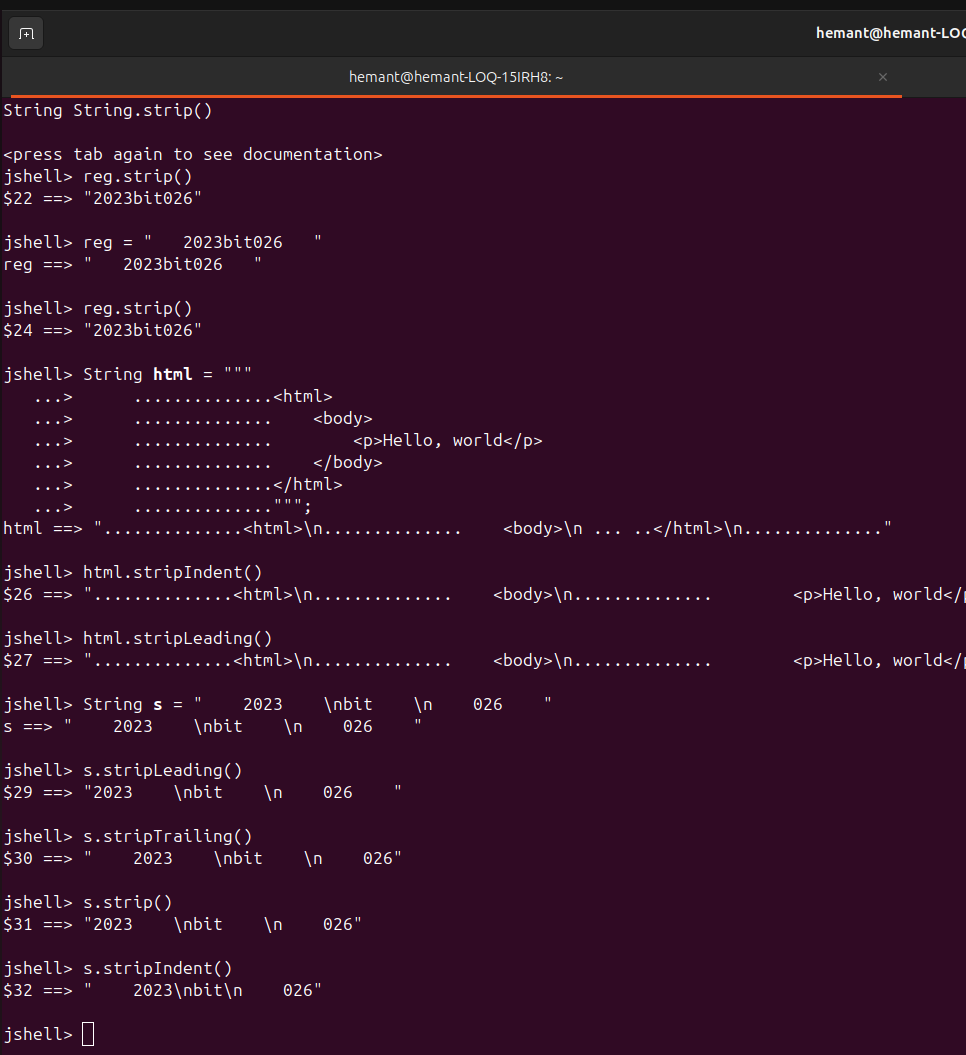 hemant@hemant-LOQ
hemant@hemant-LOQ-15IRH8: ~
String String.strip()
<press tab again to see documentation>
jshell> reg.strip()
$22 ==> "2023bit026"
jshell> reg = "   2023bit026   "
reg ==> "   2023bit026   "
jshell> reg.strip()
$24 ==> "2023bit026"
jshell> String html = """
   ...>      ..............<html>
   ...>      ..............    <body>
   ...>      ..............        <p>Hello, world</p>
   ...>      ..............    </body>
   ...>      ..............</html>
   ...>      ..............""";
html ==> "..............<html>\n..............    <body>\n ... ..</html>\n.............."
jshell> html.stripIndent()
$26 ==> "..............<html>\n..............    <body>\n..............        <p>Hello, world</p
jshell> html.stripLeading()
$27 ==> "..............<html>\n..............    <body>\n..............        <p>Hello, world</p
jshell> String s = "    2023    \nbit    \n    026    "
s ==> "    2023    \nbit    \n    026    "
jshell> s.stripLeading()
$29 ==> "2023    \nbit    \n    026    "
jshell> s.stripTrailing()
$30 ==> "    2023    \nbit    \n    026"
jshell> s.strip()
$31 ==> "2023    \nbit    \n    026"
jshell> s.stripIndent()
$32 ==> "    2023\nbit\n    026"
jshell>